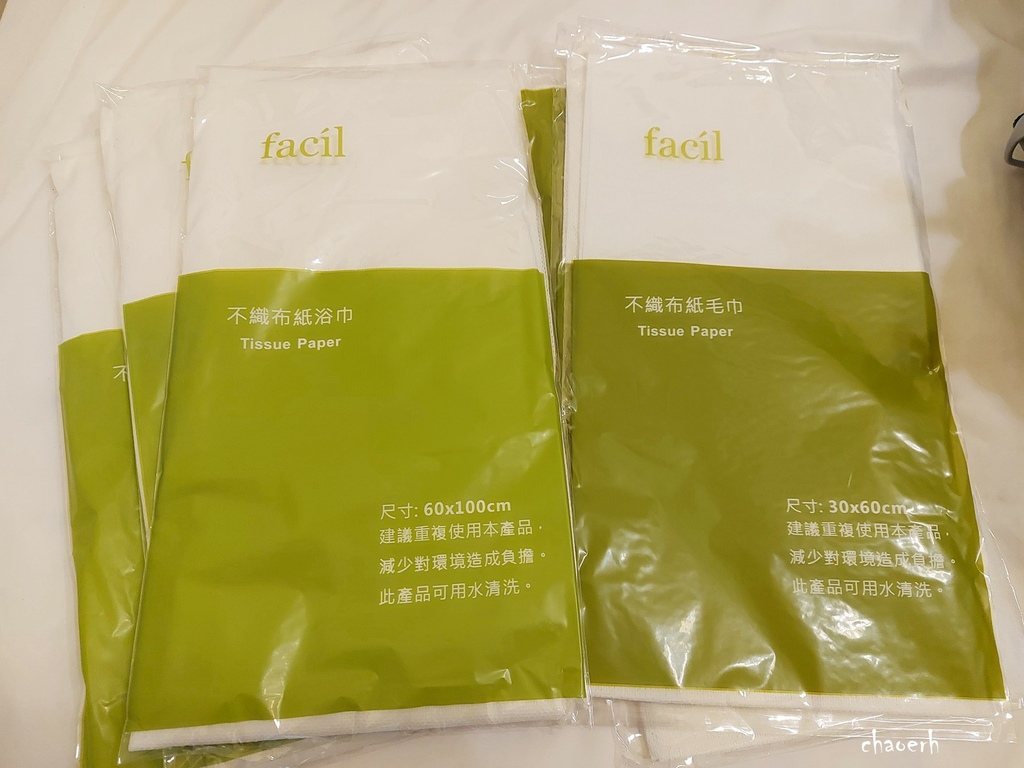 facíl
不織布紙浴巾
Tissue Paper
尺寸: 60x100cm
建議重複使用本產品，
減少對環境造成負擔。
此產品可用水清洗。
facíl
不織布紙毛巾
Tissue Paper
尺寸: 30x60cm
建議重複使用本產品，
減少對環境造成負擔。
此產品可用水清洗。
不
chaoerh